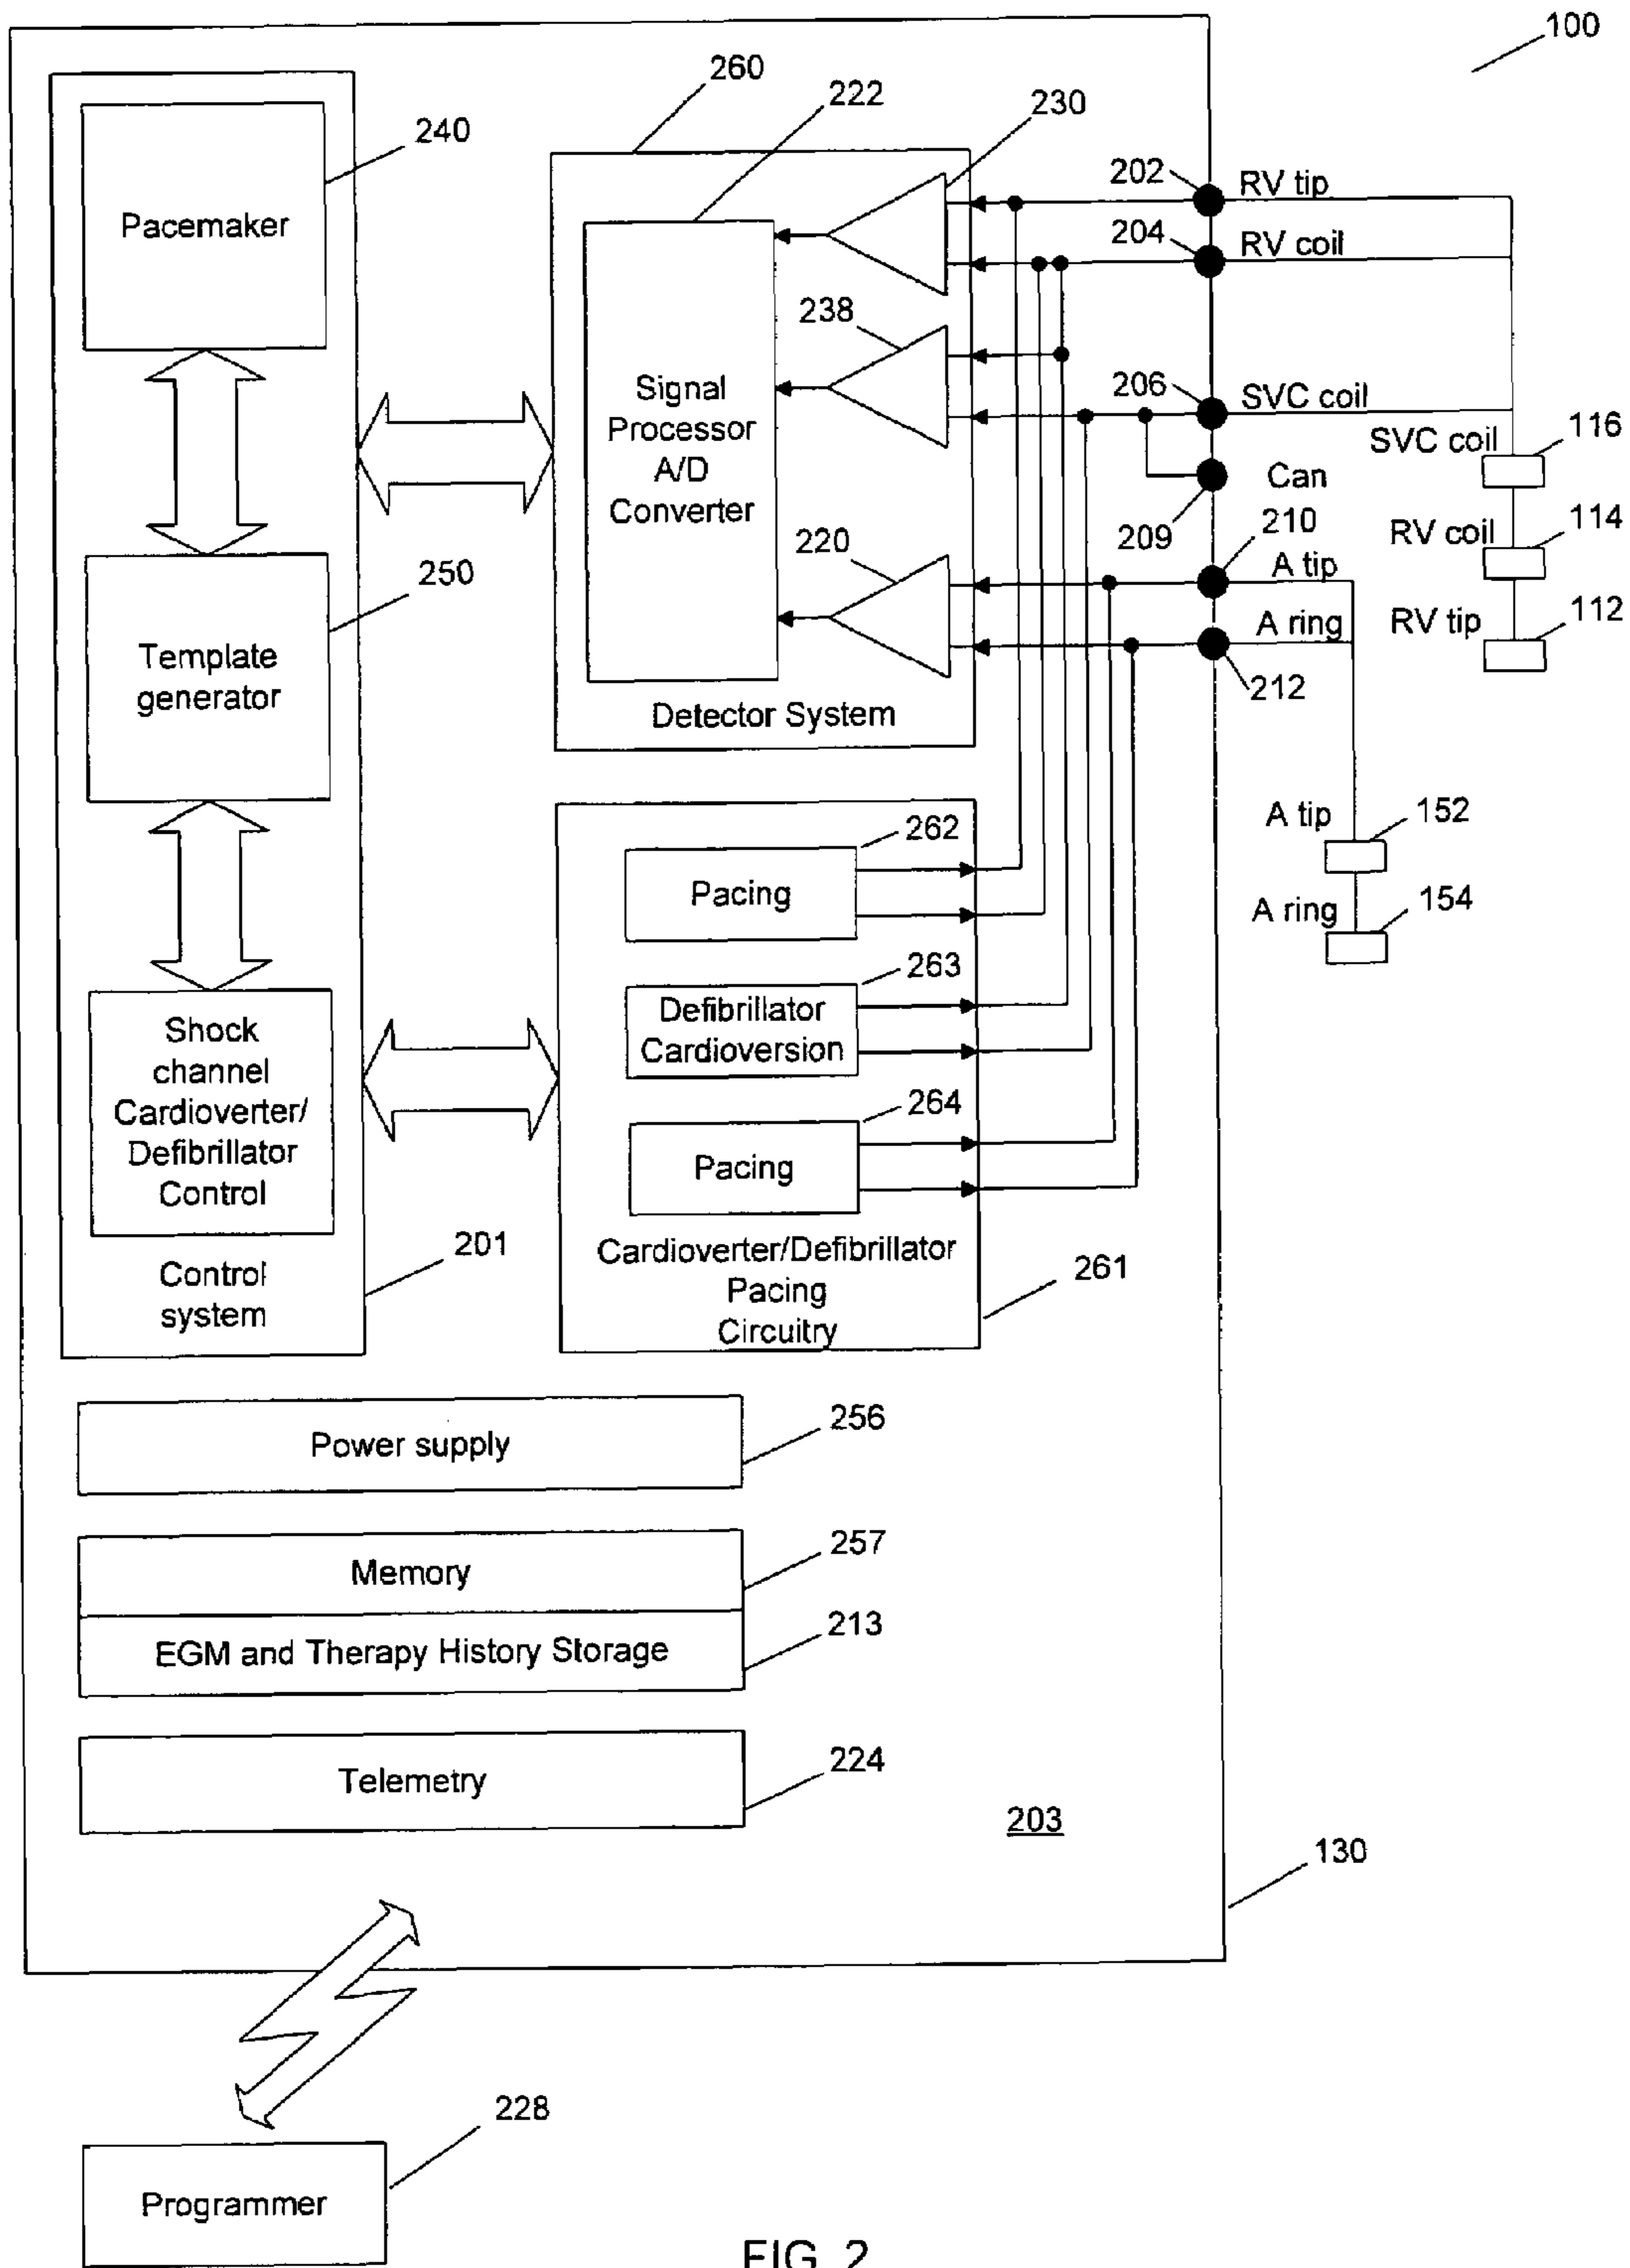 100
260
222
230
240
Pacemaker
202
RV tip
204
RV coil
238
Signal
Processor
A/D
Converter
206
SVC coil
SVC coil
116
Can
209
210
RV coil
114
A tip
220
250
A ring
RV tip
112
212
Template
generator
Detector System
A tip
152
262
Pacing
A ring
154
263
Defibrillator
Cardioversion
Shock
channel
Cardioverter/
Defibrillator
Control
264
Pacing
201
Control
system
Cardioverter/Defibrillator
Pacing
Circuitry
261
Power supply
256
Memory
257
EGM and Therapy History Storage
213
Telemetry
224
203
130
228
Programmer
FIG. 2